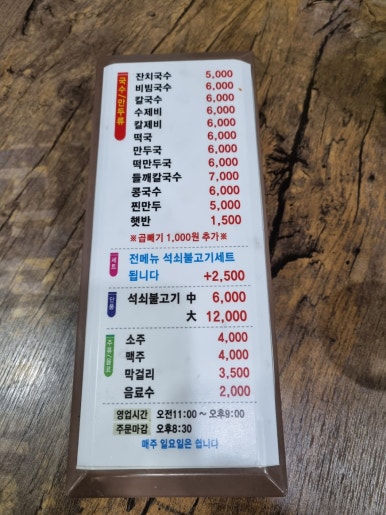 국수/만두류
잔치국수 5,000
비빔국수 6,000
칼국수 6,000
수제비 6,000
칼제비 6,000
떡국 6,000
만두국 6,000
떡만두국 6,000
들깨칼국수 7,000
콩국수 6,000
찐만두 5,000
햇반 1,500
※곱빼기 1,000원 추가※
세트
전메뉴 석쇠불고기세트
됩니다 +2,500
단품
석쇠불고기 中 6,000
大 12,000
주류/음료
소주 4,000
맥주 4,000
막걸리 3,500
음료수 2,000
영업시간 오전11:00 ~ 오후9:00
주문마감 오후8:30
매주 일요일은 쉽니다